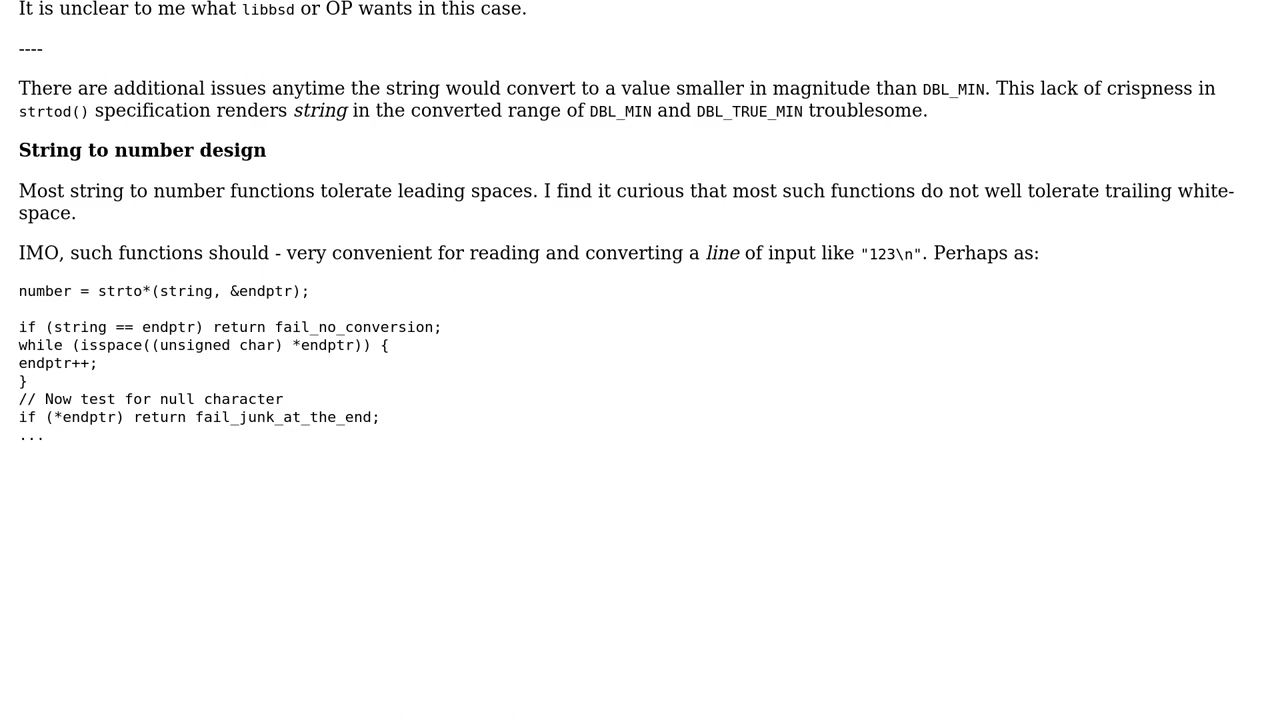 It is unclear to me what libbsd or OP wants in this case.
----
There are additional issues anytime the string would convert to a value smaller in magnitude than DBL_MIN. This lack of crispness in
strtod() specification renders string in the converted range of DBL_MIN and DBL_TRUE_MIN troublesome.
String to number design
Most string to number functions tolerate leading spaces. I find it curious that most such functions do not well tolerate trailing white-
space.
IMO, such functions should - very convenient for reading and converting a line of input like "123\n". Perhaps as:
number = strto*(string, &endptr);
if (string == endptr) return fail_no_conversion;
while (isspace((unsigned char) *endptr)) {
endptr++;
}
// Now test for null character
if (*endptr) return fail_junk_at_the_end;
...